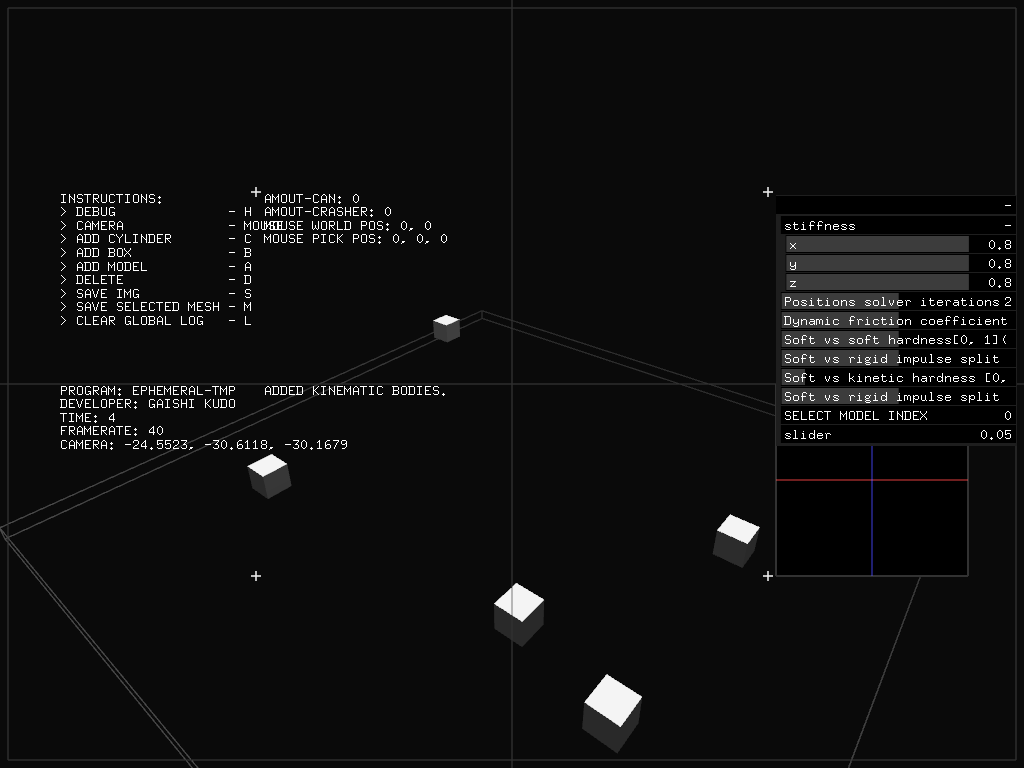 INSTRUCTIONS:
> DEBUG - H
> CAMERA - MOUSE
> ADD CYLINDER - C
> ADD BOX - B
> ADD MODEL - A
> DELETE - D
> SAVE IMG - S
> SAVE SELECTED MESH - M
> CLEAR GLOBAL LOG - L
AMOUT-CAN: 0
AMOUT-CRASHER: 0
MOUSE WORLD POS: 0, 0
MOUSE PICK POS: 0, 0, 0
PROGRAM: EPHEMERAL-TMP
DEVELOPER: GAISHI KUDO
TIME: 4
FRAMERATE: 40
CAMERA: -24.5523, -30.6118, -30.1679
ADDED KINEMATIC BODIES.
-
stiffness -
x 0.8
y 0.8
z 0.8
Positions solver iterations 2
Dynamic friction coefficient
Soft vs soft hardness[0, 1](
Soft vs rigid impulse split
Soft vs kinetic hardness [0,
Soft vs rigid impulse split
SELECT MODEL INDEX 0
slider 0.05